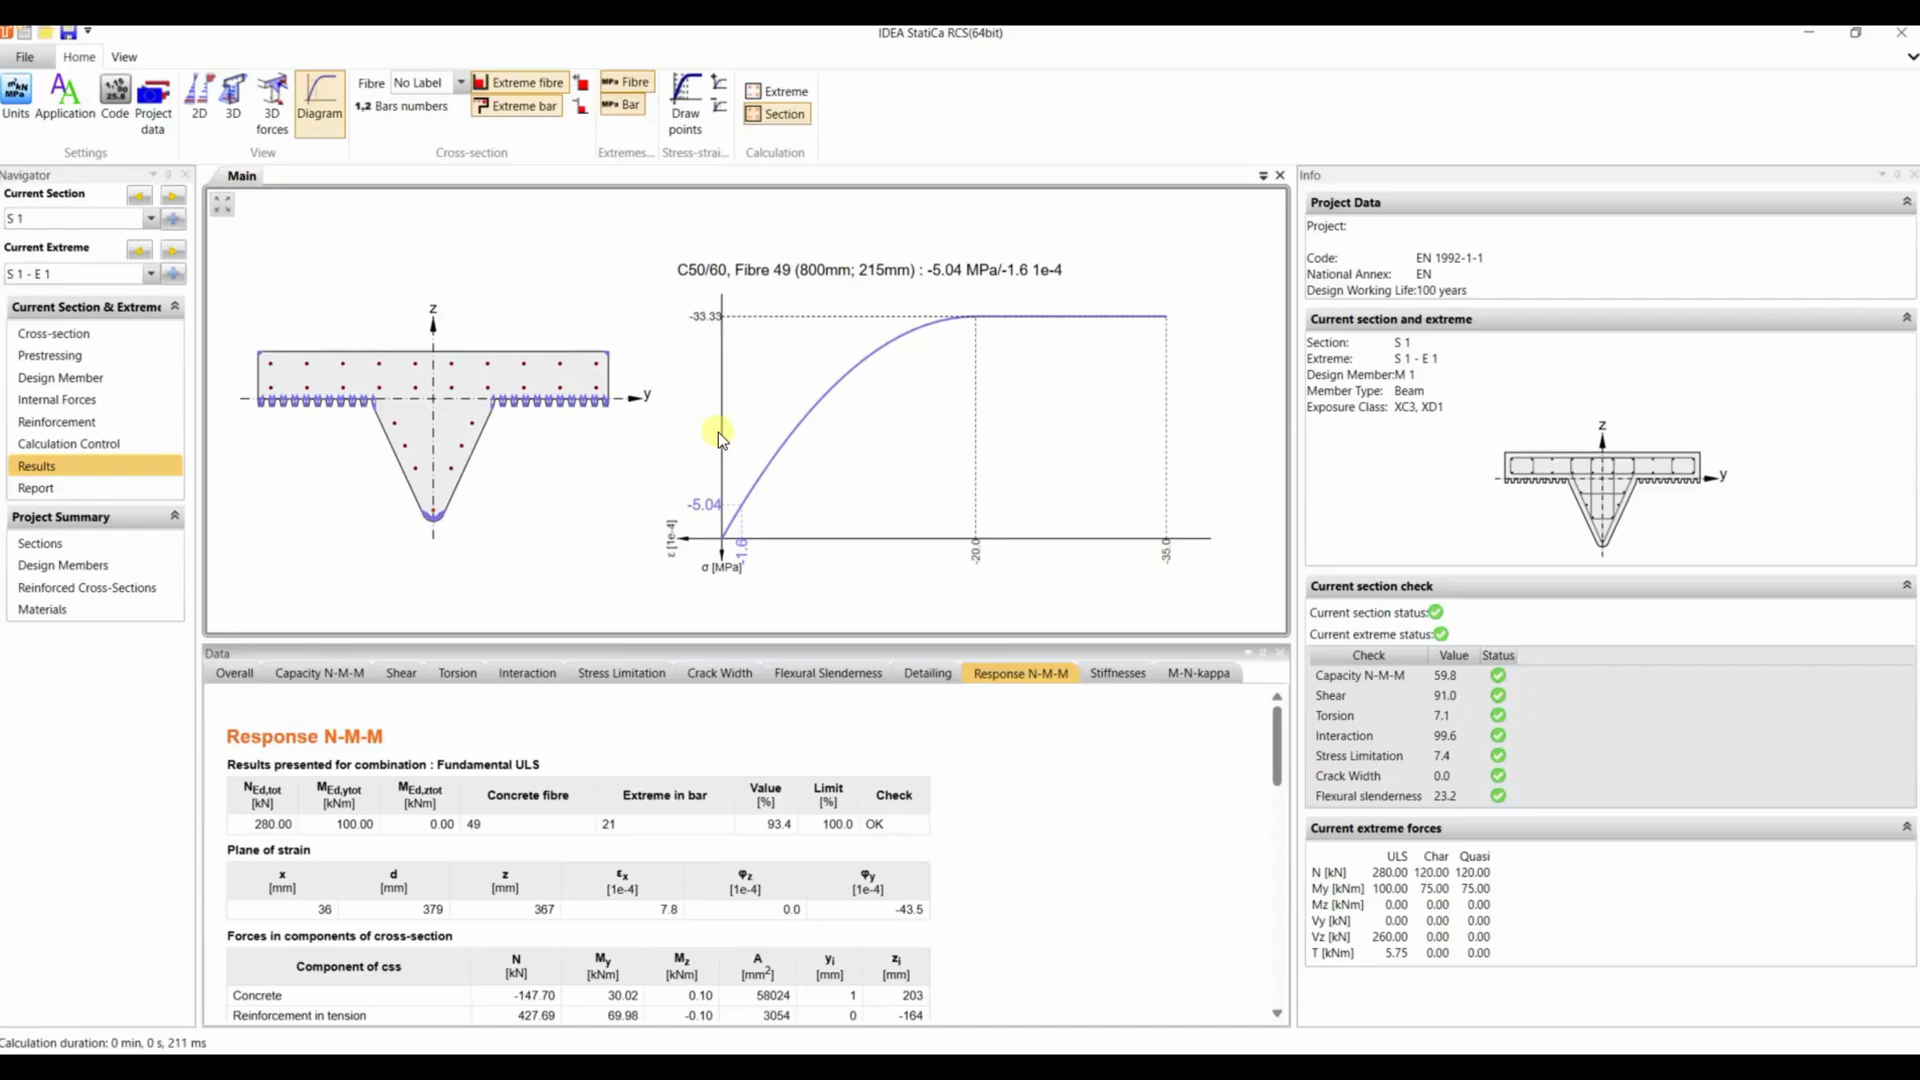 IDEA StatiCa RCS(64bit)
File Home View
Units Application Code Project data
2D 3D 3D forces Diagram
Fibre No Label Extreme fibre
1,2 Bars numbers Extreme bar
MPa Fibre
MPa Bar
Draw points
Extreme
Section
Settings View Cross-section Extremes... Stress-strai... Calculation
Navigator
Current Section
S 1
Current Extreme
S 1 - E 1
Current Section & Extreme
Cross-section
Prestressing
Design Member
Internal Forces
Reinforcement
Calculation Control
Results
Report
Project Summary
Sections
Design Members
Reinforced Cross-Sections
Materials
Main
C50/60, Fibre 49 (800mm; 215mm) : -5.04 MPa/-1.6 1e-4
z
y
-33.33
-5.04
ε [1e-4]
σ [MPa]
-1.6
-20.0
-35.0
Data
Overall Capacity N-M-M Shear Torsion Interaction Stress Limitation Crack Width Flexural Slenderness Detailing Response N-M-M Stiffnesses M-N-kappa
Response N-M-M
Results presented for combination : Fundamental ULS
NEd,tot [kN] MEd,ytot [kNm] MEd,ztot [kNm] Concrete fibre Extreme in bar Value [%] Limit [%] Check
280.00 100.00 0.00 49 21 93.4 100.0 OK
Plane of strain
x [mm] d [mm] z [mm] εx [1e-4] φz [1e-4] φy [1e-4]
36 379 367 7.8 0.0 -43.5
Forces in components of cross-section
Component of css N [kN] My [kNm] Mz [kNm] A [mm2] yi [mm] zi [mm]
Concrete -147.70 30.02 0.10 58024 1 203
Reinforcement in tension 427.69 69.98 -0.10 3054 0 -164
Info
Project Data
Project:
Code: EN 1992-1-1
National Annex: EN
Design Working Life:100 years
Current section and extreme
Section: S 1
Extreme: S 1 - E 1
Design Member:M 1
Member Type: Beam
Exposure Class: XC3, XD1
z
y
Current section check
Current section status:
Current extreme status:
Check Value Status
Capacity N-M-M 59.8
Shear 91.0
Torsion 7.1
Interaction 99.6
Stress Limitation 7.4
Crack Width 0.0
Flexural slenderness 23.2
Current extreme forces
ULS Char Quasi
N [kN] 280.00 120.00 120.00
My [kNm] 100.00 75.00 75.00
Mz [kNm] 0.00 0.00 0.00
Vy [kN] 0.00 0.00 0.00
Vz [kN] 260.00 0.00 0.00
T [kNm] 5.75 0.00 0.00
Calculation duration: 0 min, 0 s, 211 ms